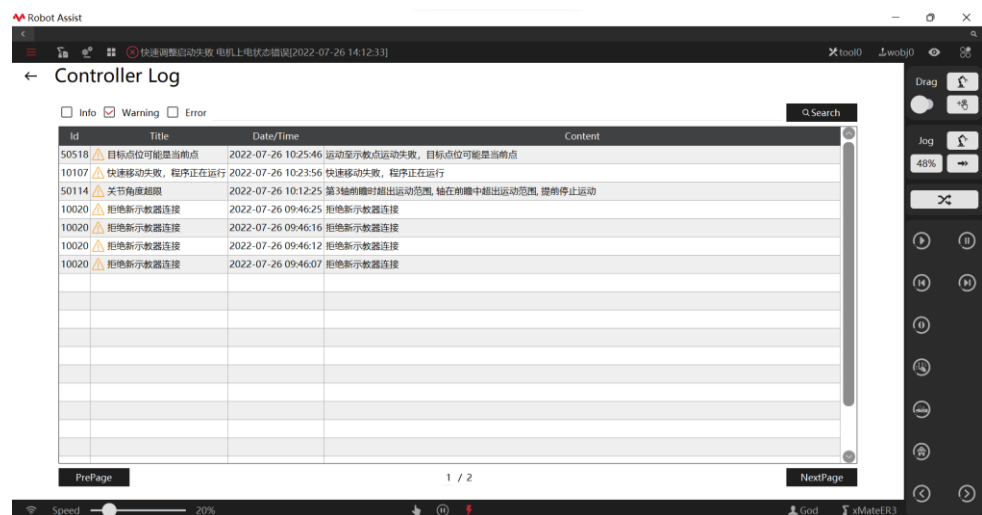 Robot Assist
快速调整启动失败 电机上电状态错误[2022-07-26 14:12:33]
tool0 wobj0
Controller Log
Drag
Info Warning Error
Search
Id Title Date/Time Content
50518 目标点位可能是当前点 2022-07-26 10:25:46 运动至示教点运动失败，目标点位可能是当前点
10107 快速移动失败，程序正在运行 2022-07-26 10:23:56 快速移动失败，程序正在运行
50114 关节角度超限 2022-07-26 10:12:25 第3轴前瞻时超出运动范围, 轴在前瞻中超出运动范围, 提前停止运动
10020 拒绝新示教器连接 2022-07-26 09:46:25 拒绝新示教器连接
10020 拒绝新示教器连接 2022-07-26 09:46:16 拒绝新示教器连接
10020 拒绝新示教器连接 2022-07-26 09:46:12 拒绝新示教器连接
10020 拒绝新示教器连接 2022-07-26 09:46:07 拒绝新示教器连接
Jog
48%
PrePage 1 / 2 NextPage
Speed 20% God xMateER3